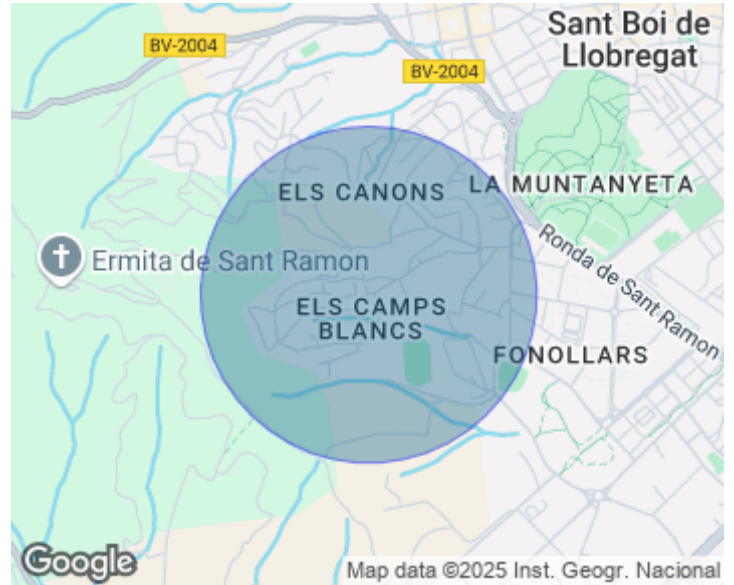 Sant Boi de
Llobregat
BV-2004
BV-2004
ELS CANONS
LA MUNTANYETA
Ermita de Sant Ramon
Ronda de Sant Ramon
ELS CAMPS
BLANCS
FONOLLARS
Google
Map data ©2025 Inst. Geogr. Nacional